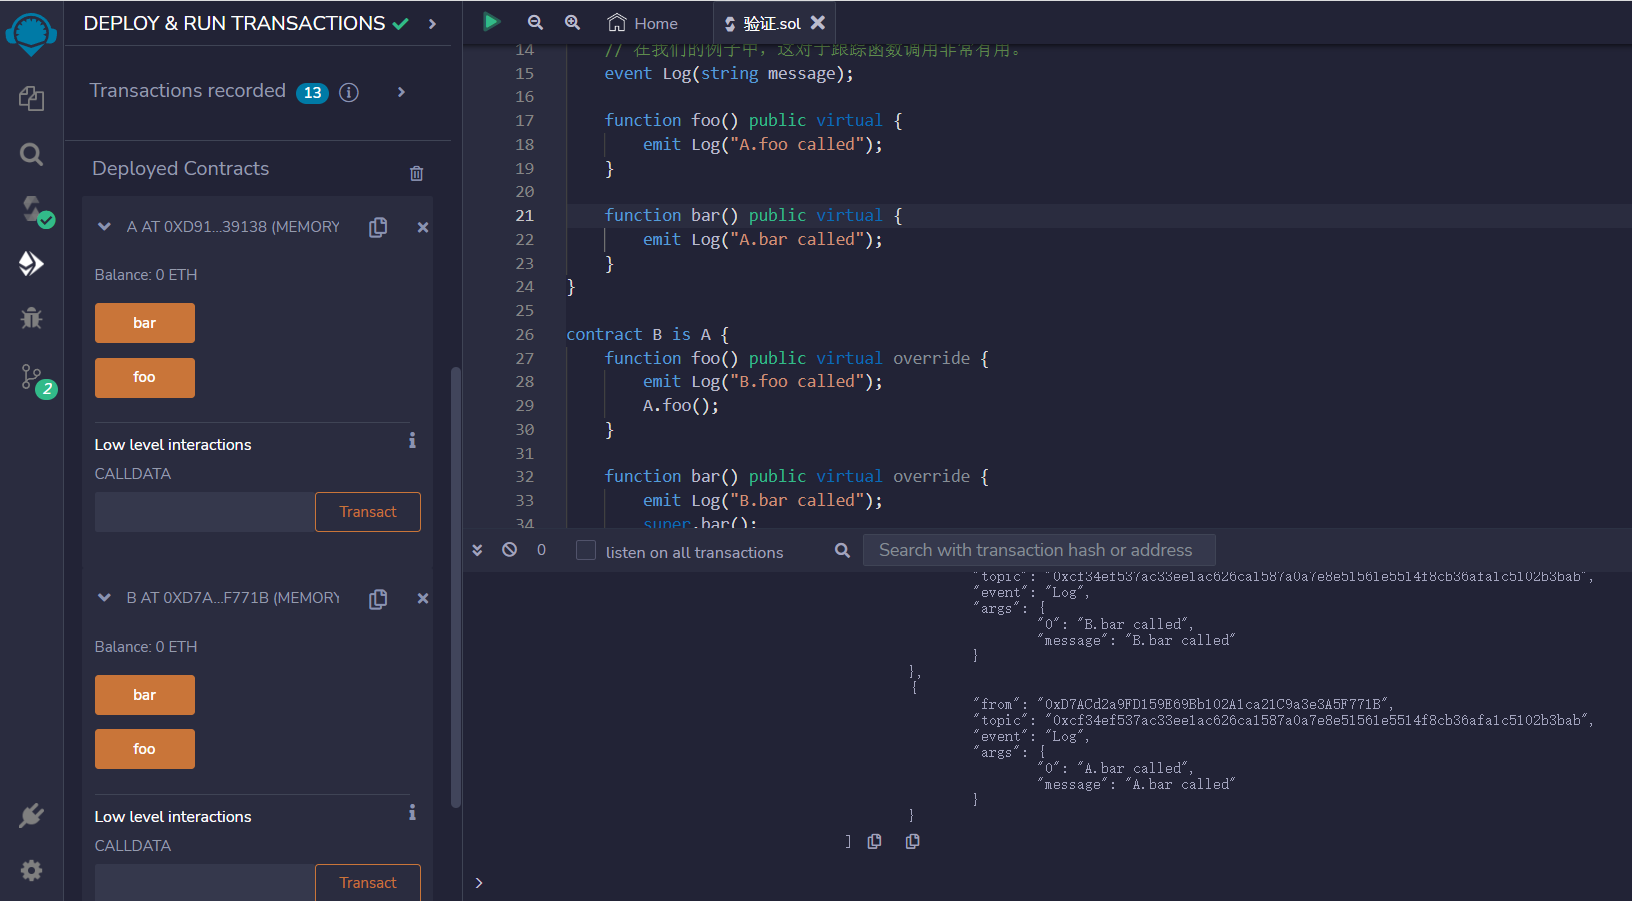 DEPLOY & RUN TRANSACTIONS
Transactions recorded 13
Deployed Contracts
A AT 0XD91...39138 (MEMORY
Balance: 0 ETH
bar
foo
Low level interactions
CALLDATA
Transact
B AT 0XD7A...F771B (MEMORY
Balance: 0 ETH
bar
foo
Low level interactions
CALLDATA
Transact
2
Home
验证.sol
14 // 在我们的例子中，这对于跟踪函数调用非常有用。
15 event Log(string message);
16
17 function foo() public virtual {
18 emit Log("A.foo called");
19 }
20
21 function bar() public virtual {
22 emit Log("A.bar called");
23 }
24 }
25
26 contract B is A {
27 function foo() public virtual override {
28 emit Log("B.foo called");
29 A.foo();
30 }
31
32 function bar() public virtual override {
33 emit Log("B.bar called");
34 super.bar();
0 listen on all transactions Search with transaction hash or address
"topic": "0xcf34ef537ac33ee1ac626ca1587a0a7e8e51561e5514f8cb36afa1c5102b3bab",
"event": "Log",
"args": {
"0": "B.bar called",
"message": "B.bar called"
}
},
{
"from": "0xD7ACd2a9FD159E69Bb102A1ca21C9a3e3A5F771B",
"topic": "0xcf34ef537ac33ee1ac626ca1587a0a7e8e51561e5514f8cb36afa1c5102b3bab",
"event": "Log",
"args": {
"0": "A.bar called",
"message": "A.bar called"
}
}
]
>